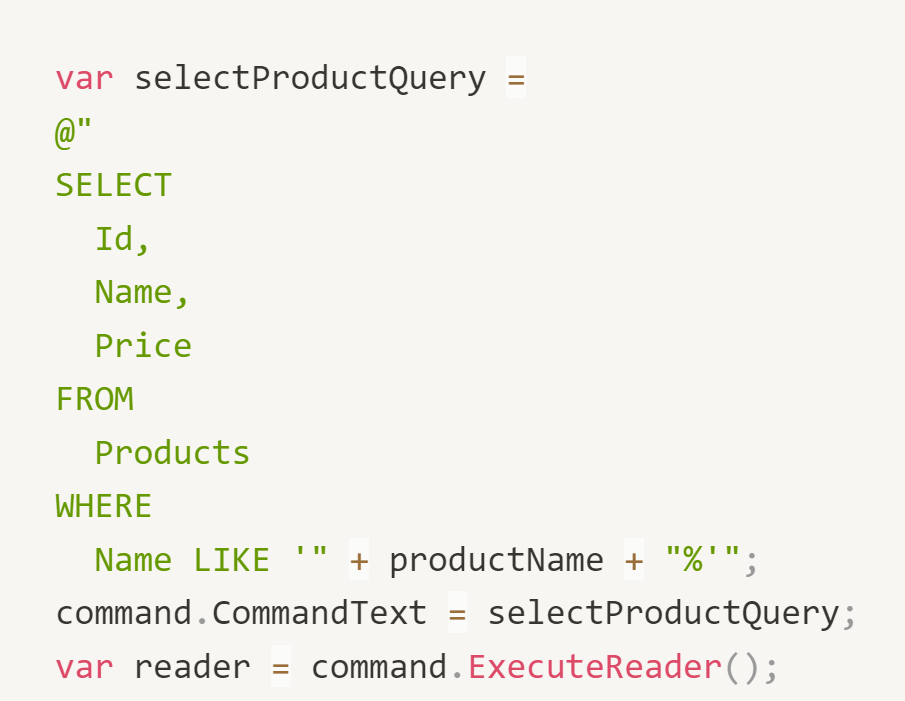 var selectProductQuery =
@"
SELECT
  Id,
  Name,
  Price
FROM
  Products
WHERE
  Name LIKE '" + productName + "%'";
command.CommandText = selectProductQuery;
var reader = command.ExecuteReader();